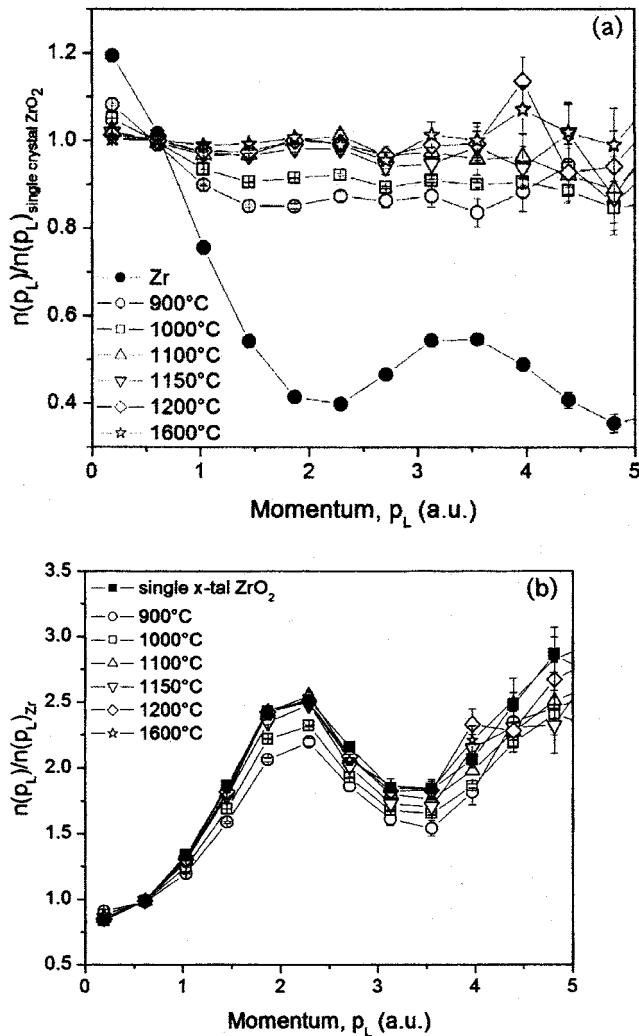 (a)
1.2
1.0
0.8
0.6
0.4
n(p_L)/n(p_L)_single crystal ZrO₂
Zr
900°C
1000°C
1100°C
1150°C
1200°C
1600°C
0 1 2 3 4 5
Momentum, p_L (a.u.)
(b)
3.5
3.0
2.5
2.0
1.5
1.0
0.5
n(p_L)/n(p_L)_Zr
single x-tal ZrO₂
900°C
1000°C
1100°C
1150°C
1200°C
1600°C
0 1 2 3 4 5
Momentum, p_L (a.u.)